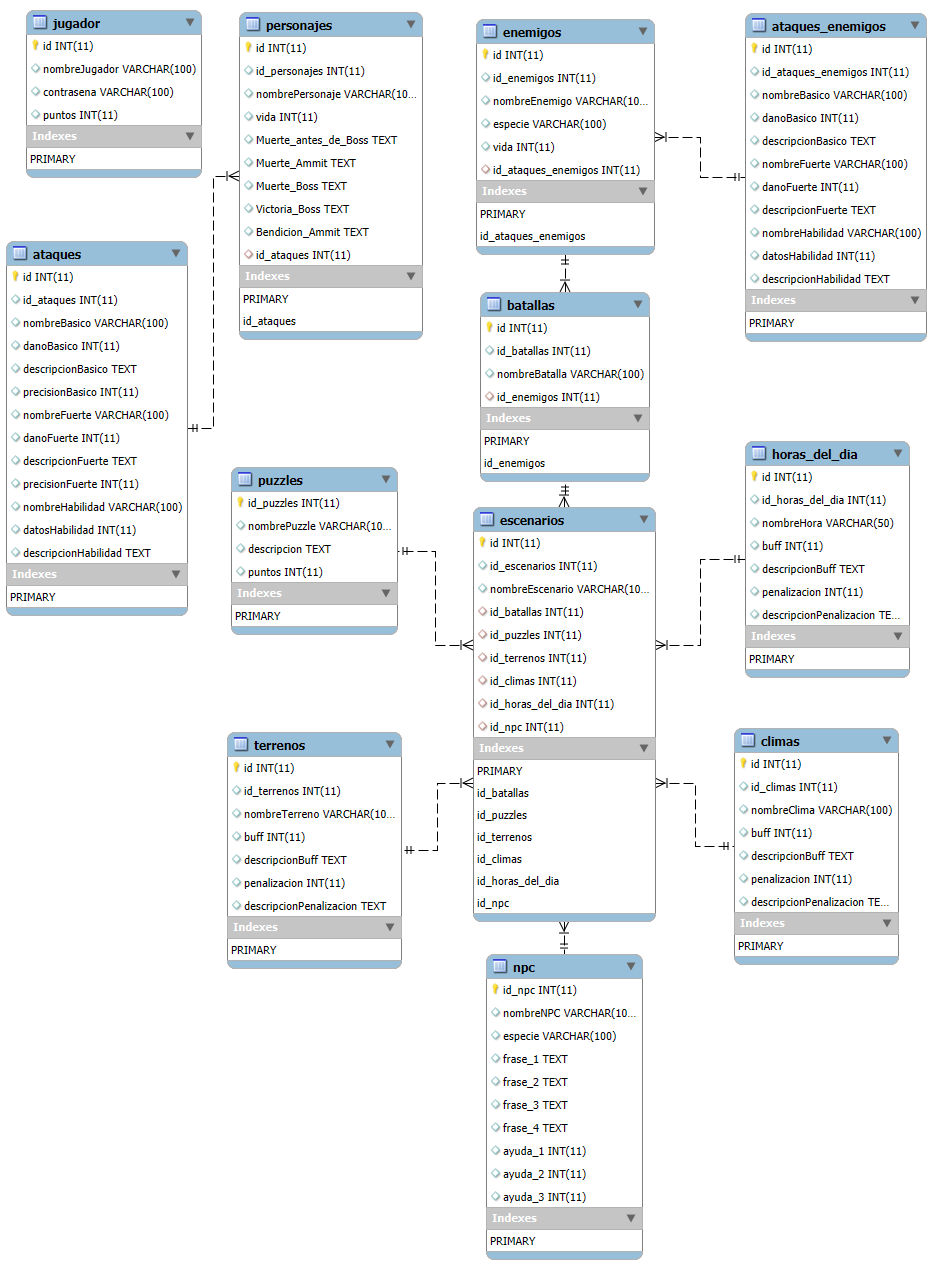 jugador
id INT(11)
nombreJugador VARCHAR(100)
contrasena VARCHAR(100)
puntos INT(11)
Indexes
PRIMARY
personajes
id INT(11)
id_personajes INT(11)
nombrePersonaje VARCHAR(10...
vida INT(11)
Muerte_antes_de_Boss TEXT
Muerte_Ammit TEXT
Muerte_Boss TEXT
Victoria_Boss TEXT
Bendicion_Ammit TEXT
id_ataques INT(11)
Indexes
PRIMARY
id_ataques
enemigos
id INT(11)
id_enemigos INT(11)
nombreEnemigo VARCHAR(10...
especie VARCHAR(100)
vida INT(11)
id_ataques_enemigos INT(11)
Indexes
PRIMARY
id_ataques_enemigos
ataques_enemigos
id INT(11)
id_ataques_enemigos INT(11)
nombreBasico VARCHAR(100)
danoBasico INT(11)
descripcionBasico TEXT
nombreFuerte VARCHAR(100)
danoFuerte INT(11)
descripcionFuerte TEXT
nombreHabilidad VARCHAR(100)
datosHabilidad INT(11)
descripcionHabilidad TEXT
Indexes
PRIMARY
ataques
id INT(11)
id_ataques INT(11)
nombreBasico VARCHAR(100)
danoBasico INT(11)
descripcionBasico TEXT
precisionBasico INT(11)
nombreFuerte VARCHAR(100)
danoFuerte INT(11)
descripcionFuerte TEXT
precisionFuerte INT(11)
nombreHabilidad VARCHAR(100)
datosHabilidad INT(11)
descripcionHabilidad TEXT
Indexes
PRIMARY
batallas
id INT(11)
id_batallas INT(11)
nombreBatalla VARCHAR(100)
id_enemigos INT(11)
Indexes
PRIMARY
id_enemigos
puzzles
id_puzzles INT(11)
nombrePuzzle VARCHAR(10...
descripcion TEXT
puntos INT(11)
Indexes
PRIMARY
escenarios
id INT(11)
id_escenarios INT(11)
nombreEscenario VARCHAR(10...
id_batallas INT(11)
id_puzzles INT(11)
id_terrenos INT(11)
id_climas INT(11)
id_horas_del_dia INT(11)
id_npc INT(11)
Indexes
PRIMARY
id_batallas
id_puzzles
id_terrenos
id_climas
id_horas_del_dia
id_npc
horas_del_dia
id INT(11)
id_horas_del_dia INT(11)
nombreHora VARCHAR(50)
buff INT(11)
descripcionBuff TEXT
penalizacion INT(11)
descripcionPenalizacion TE...
Indexes
PRIMARY
terrenos
id INT(11)
id_terrenos INT(11)
nombreTerreno VARCHAR(10...
buff INT(11)
descripcionBuff TEXT
penalizacion INT(11)
descripcionPenalizacion TEXT
Indexes
PRIMARY
climas
id INT(11)
id_climas INT(11)
nombreClima VARCHAR(100)
buff INT(11)
descripcionBuff TEXT
penalizacion INT(11)
descripcionPenalizacion TE...
Indexes
PRIMARY
npc
id_npc INT(11)
nombreNPC VARCHAR(10...
especie VARCHAR(100)
frase_1 TEXT
frase_2 TEXT
frase_3 TEXT
frase_4 TEXT
ayuda_1 INT(11)
ayuda_2 INT(11)
ayuda_3 INT(11)
Indexes
PRIMARY